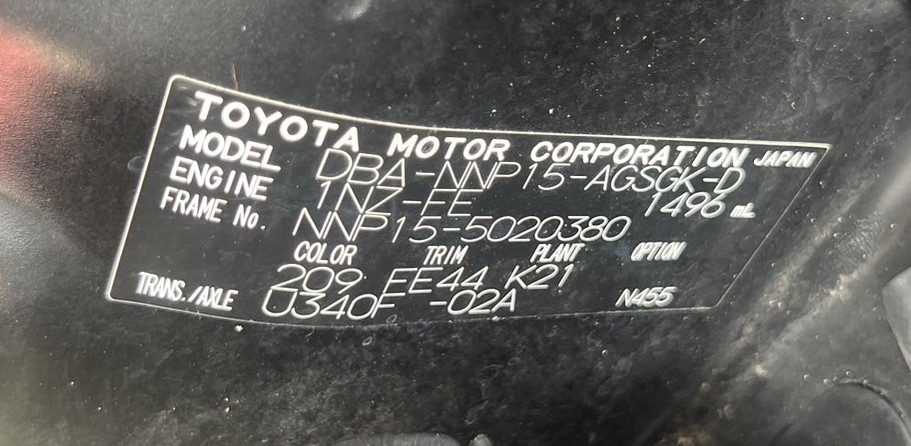 TOYOTA MOTOR CORPORATION JAPAN
MODEL DBA-NNP15-AGSGK-D
ENGINE 1NZ-FE 1496 mL
FRAME No. NNP15-5020380
COLOR TRIM PLANT OPTION
209 FE44 K21
TRANS./AXLE U340F -02A N455